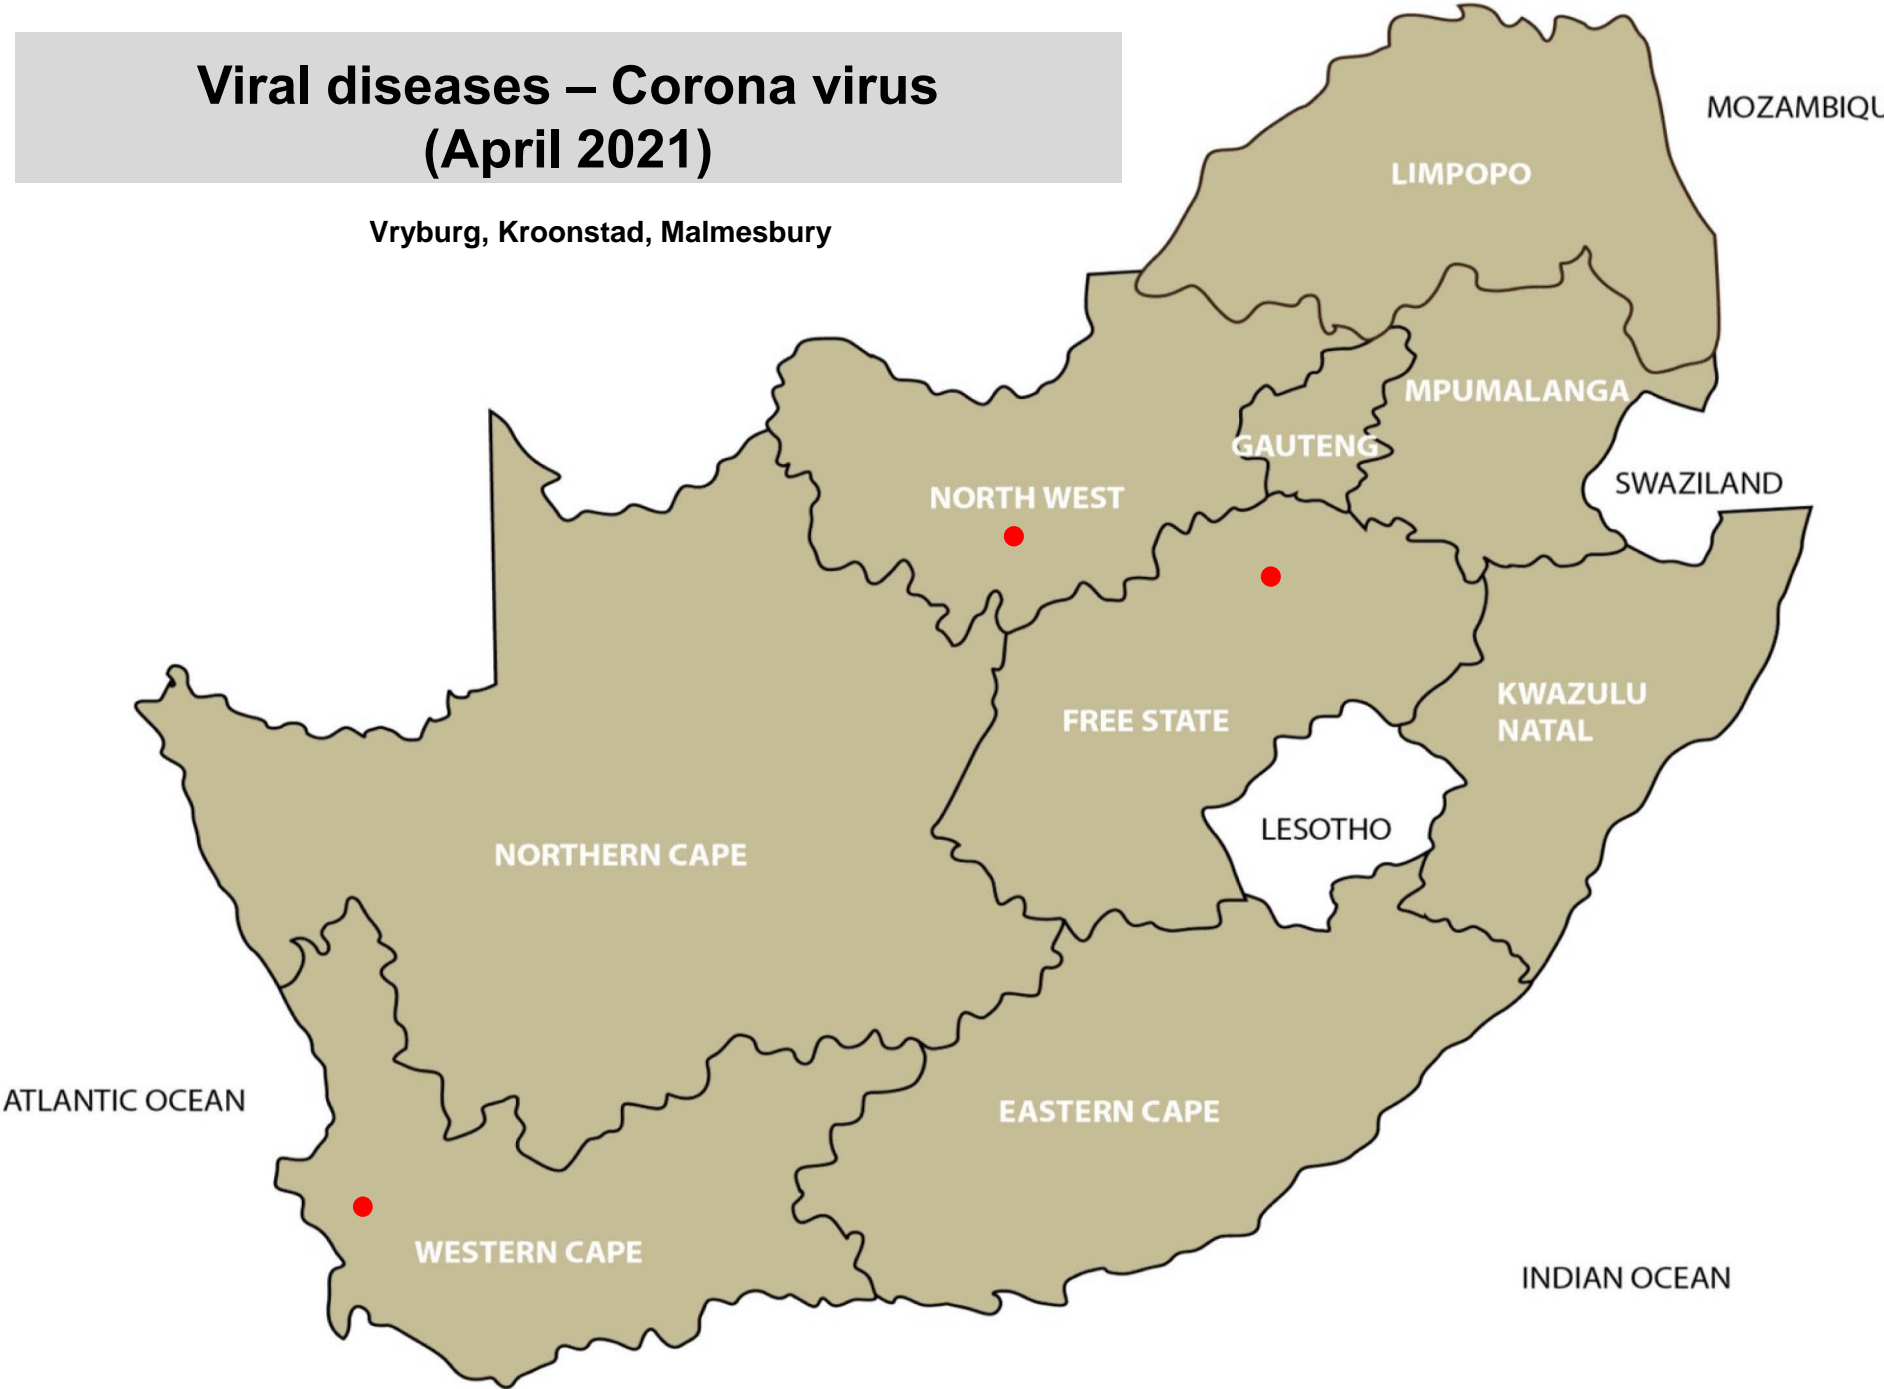 Viral diseases – Corona virus
(April 2021)
Vryburg, Kroonstad, Malmesbury
MOZAMBIQU
LIMPOPO
MPUMALANGA
GAUTENG
SWAZILAND
NORTH WEST
KWAZULU
NATAL
FREE STATE
LESOTHO
NORTHERN CAPE
ATLANTIC OCEAN
EASTERN CAPE
WESTERN CAPE
INDIAN OCEAN